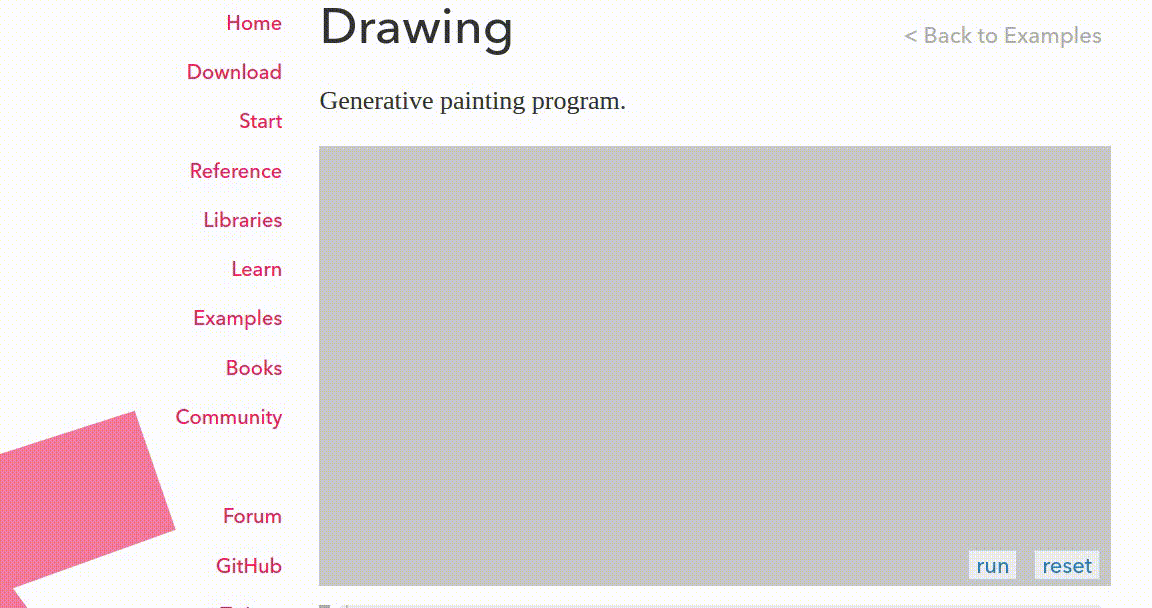 Home
Download
Start
Reference
Libraries
Learn
Examples
Books
Community
Forum
GitHub
Drawing
< Back to Examples
Generative painting program.
run
reset